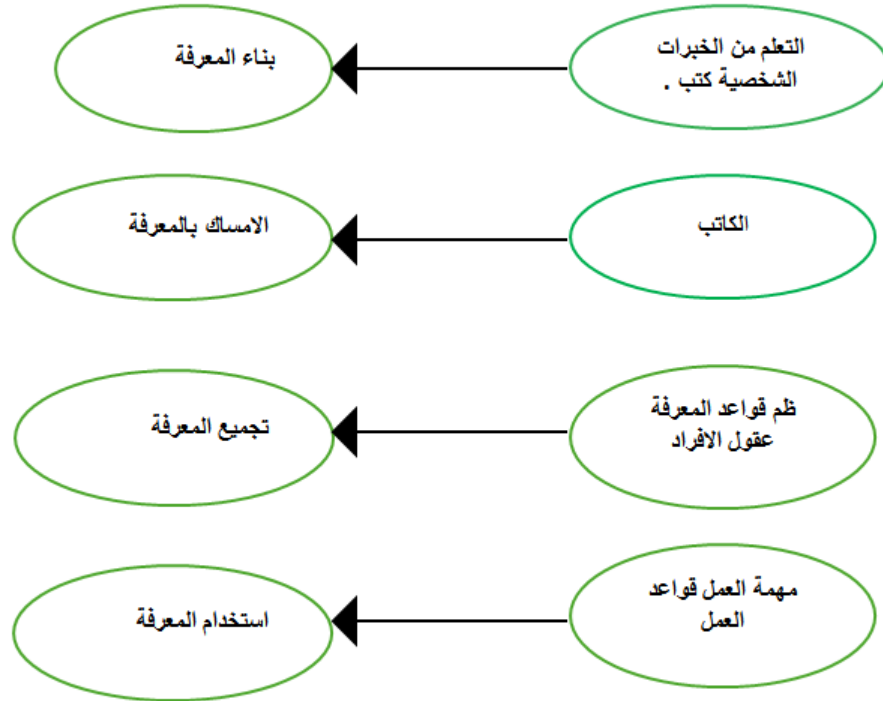 التعلم من الخبرات
الشخصية كتب .
بناء المعرفة
الكاتب
الامساك بالمعرفة
ظم قواعد المعرفة
عقول الافراد
تجميع المعرفة
مهمة العمل قواعد
العمل
استخدام المعرفة